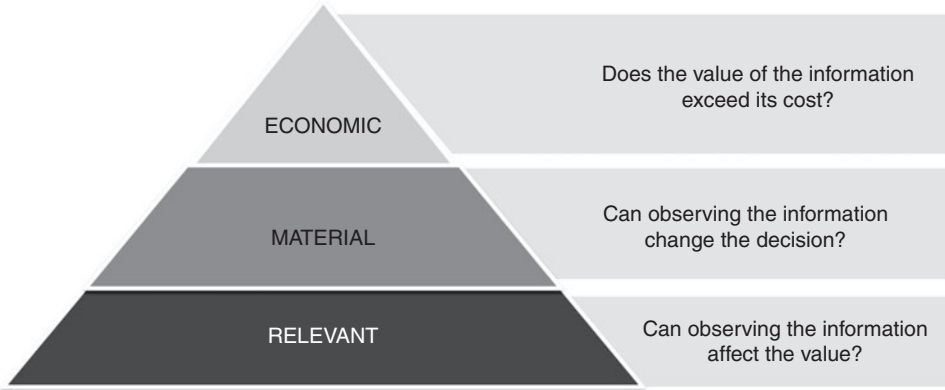 Does the value of the information
exceed its cost?
ECONOMIC
Can observing the information
change the decision?
MATERIAL
Can observing the information
affect the value?
RELEVANT